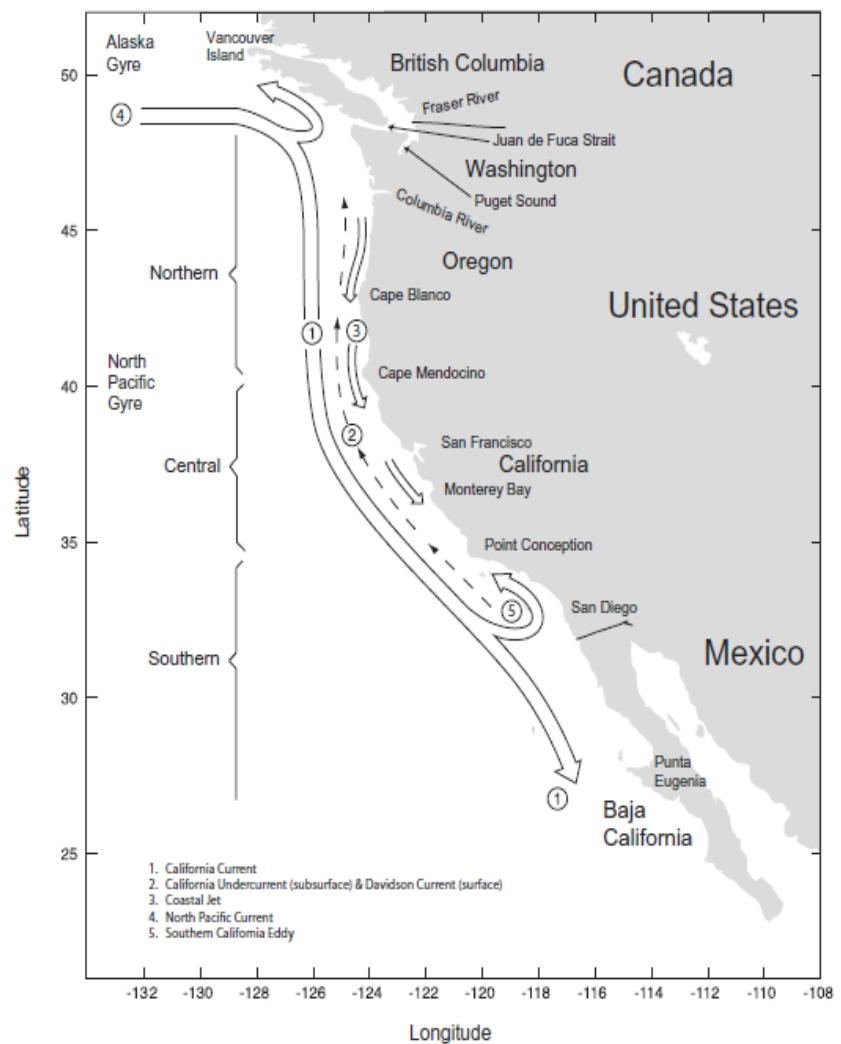 Alaska
Gyre
Vancouver
Island
British Columbia
Canada
50
4
Fraser River
Juan de Fuca Strait
Washington
Puget Sound
Columbia River
45
Oregon
Northern
Cape Blanco
United States
1
3
North
Pacific
Gyre
40
Cape Mendocino
2
San Francisco
Central
California
Monterey Bay
Latitude
35
Point Conception
5
San Diego
Southern
Mexico
30
Punta
Eugenia
1
Baja
California
25
1. California Current
2. California Undercurrent (subsurface) & Davidson Current (surface)
3. Coastal Jet
4. North Pacific Current
5. Southern California Eddy
-132 -130 -128 -126 -124 -122 -120 -118 -116 -114 -112 -110 -108
Longitude